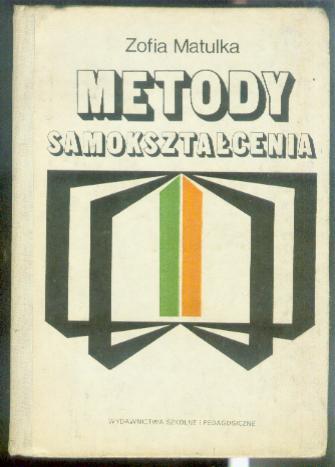 Zofia Matulka
METODY
SAMOKSZTAŁCENIA
WYDAWNICTWA SZKOLNE I PEDAGOGICZNE